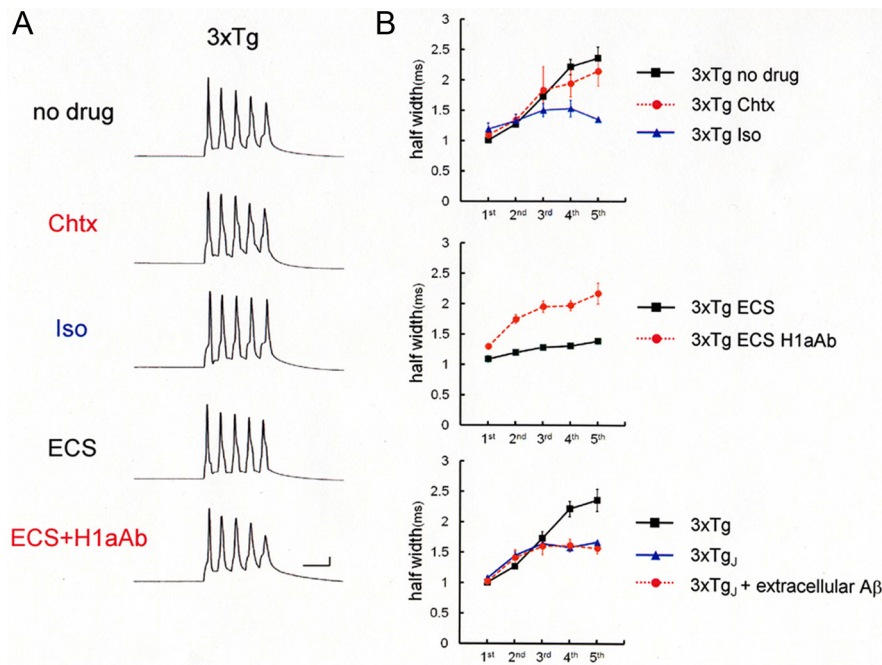 A
3xTg
no drug
Chtx
Iso
ECS
ECS+H1aAb
B
half width(ms)
3
2.5
2
1.5
1
0.5
0
1st 2nd 3rd 4th 5th
3xTg no drug
3xTg Chtx
3xTg Iso
half width(ms)
3
2.5
2
1.5
1
0.5
0
1st 2nd 3rd 4th 5th
3xTg ECS
3xTg ECS H1aAb
half width(ms)
3
2.5
2
1.5
1
0.5
0
1st 2nd 3rd 4th 5th
3xTg
3xTgJ
3xTgJ + extracellular Aβ